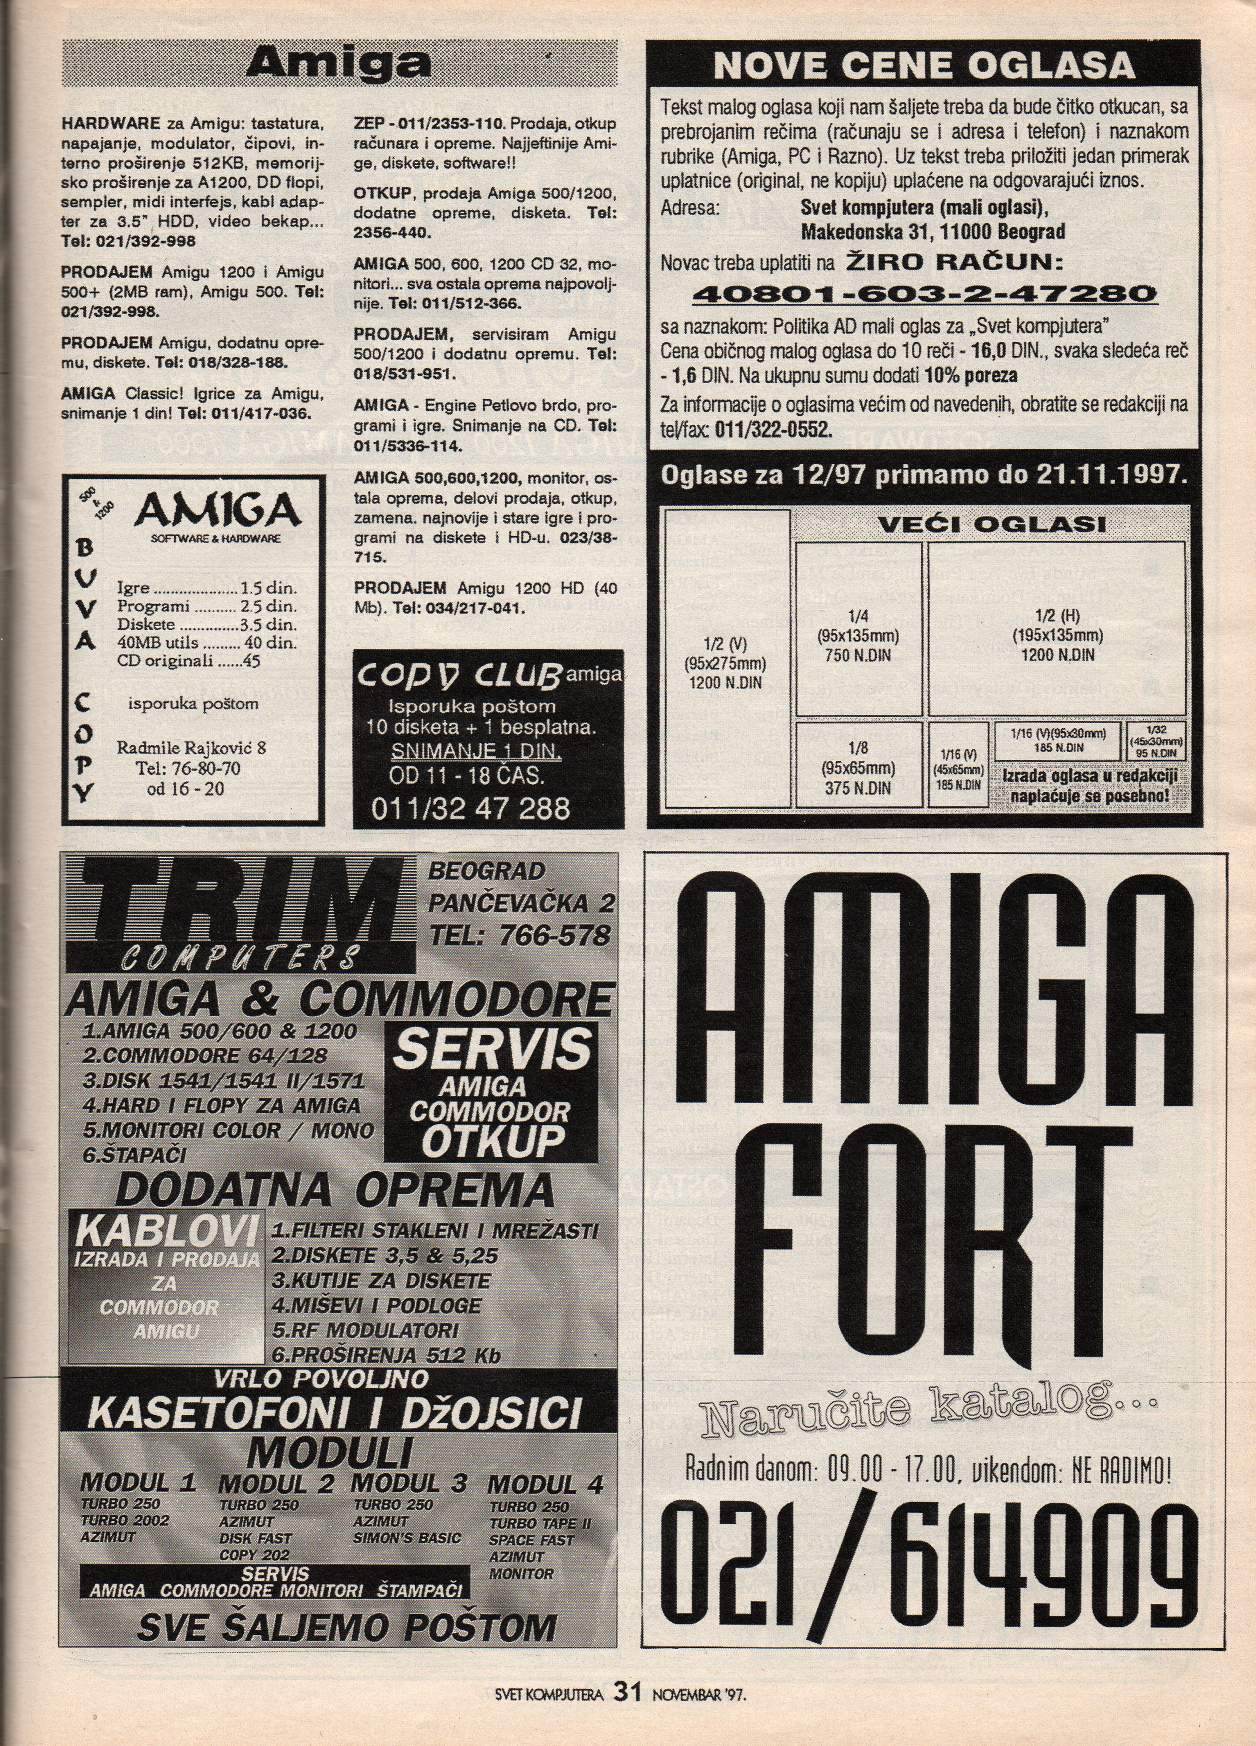 Amiga
HARDWARE za Amigu: tastatura,
napajanje, modulator, čipovi, in-
terno proširenje 512KB, memorij-
sko proširenje za A1200, DD flopi,
sempler, midi interfejs, kabl adap-
ter za 3.5" HDD, video bekap...
Tel: 021/392-998
PRODAJEM Amigu 1200 i Amigu
500+ (2MB ram), Amigu 500. Tel:
021/392-998.
PRODAJEM Amigu, dodatnu opre-
mu, diskete. Tel: 018/328-188.
AMIGA Classic! Igrice za Amigu,
snimanje 1 din! Tel: 011/417-036.
500 & 1200
AMIGA
SOFTWARE & HARDWARE
BUVA COPY
Igre ..................... 1.5 din.
Programi .......... 2.5 din.
Diskete ..............3.5 din.
40MB utils ......... 40 din.
CD originali ......45
isporuka poštom
Radmile Rajković 8
Tel: 76-80-70
od 16 - 20
ZEP - 011/2353-110. Prodaja, otkup
računara i opreme. Najjeftinije Ami-
ge, diskete, software!!
OTKUP, prodaja Amiga 500/1200,
dodatne opreme, disketa. Tel:
2356-440.
AMIGA 500, 600, 1200 CD 32, mo-
nitori... sva ostala oprema najpovolj-
nije. Tel: 011/512-366.
PRODAJEM, servisiram Amigu
500/1200 i dodatnu opremu. Tel:
018/531-951.
AMIGA - Engine Petlovo brdo, pro-
grami i igre. Snimanje na CD. Tel:
011/5336-114.
AMIGA 500,600,1200, monitor, os-
tala oprema, delovi prodaja, otkup,
zamena. najnovije i stare igre i pro-
grami na diskete i HD-u. 023/38-
715.
PRODAJEM Amigu 1200 HD (40
Mb). Tel: 034/217-041.
COPY CLUB amiga
Isporuka poštom
10 disketa + 1 besplatna.
SNIMANJE 1 DIN.
OD 11 - 18 ČAS.
011/32 47 288
NOVE CENE OGLASA
Tekst malog oglasa koji nam šaljete treba da bude čitko otkucan, sa
prebrojanim rečima (računaju se i adresa i telefon) i naznakom
rubrike (Amiga, PC i Razno). Uz tekst treba priložiti jedan primerak
uplatnice (original, ne kopiju) uplaćene na odgovarajući iznos.
Adresa: Svet kompjutera (mali oglasi),
Makedonska 31, 11000 Beograd
Novac treba uplatiti na ŽIRO RAČUN:
40801-603-2-47280
sa naznakom: Politika AD mali oglas za „Svet kompjutera”
Cena običnog malog oglasa do 10 reči - 16,0 DIN., svaka sledeća reč
- 1,6 DIN. Na ukupnu sumu dodati 10% poreza
Za informacije o oglasima većim od navedenih, obratite se redakciji na
tel/fax: 011/322-0552.
Oglase za 12/97 primamo do 21.11.1997.
VEĆI OGLASI
1/2 (V)
(95x275mm)
1200 N.DIN
1/4
(95x135mm)
750 N.DIN
1/2 (H)
(195x135mm)
1200 N.DIN
1/8
(95x65mm)
375 N.DIN
1/16 (V)
(45x65mm)
185 N.DIN
1/16 (V)(95x30mm)
185 N.DIN
1/32
(45x30mm)
95 N.DIN
Izrada oglasa u redakciji
naplaćuje se posebno!
TRIM
COMPUTERS
BEOGRAD
PANČEVAČKA 2
TEL: 766-578
AMIGA & COMMODORE
1.AMIGA 500/600 & 1200
2.COMMODORE 64/128
3.DISK 1541/1541 II/1571
4.HARD I FLOPY ZA AMIGA
5.MONITORI COLOR / MONO
6.ŠTAPAČI
SERVIS
AMIGA
COMMODOR
OTKUP
DODATNA OPREMA
KABLOVI
IZRADA I PRODAJA
ZA
COMMODOR
AMIGU
1.FILTERI STAKLENI I MREŽASTI
2.DISKETE 3,5 & 5,25
3.KUTIJE ZA DISKETE
4.MIŠEVI I PODLOGE
5.RF MODULATORI
6.PROŠIRENJA 512 Kb
VRLO POVOLJNO
KASETOFONI I DžOJSICI
MODULI
MODUL 1
TURBO 250
TURBO 2002
AZIMUT
MODUL 2
TURBO 250
AZIMUT
DISK FAST
COPY 202
MODUL 3
TURBO 250
AZIMUT
SIMON'S BASIC
MODUL 4
TURBO 250
TURBO TAPE II
SPACE FAST
AZIMUT
MONITOR
SERVIS
AMIGA COMMODORE MONITORI ŠTAMPAČI
SVE ŠALJEMO POŠTOM
AMIGA
FORT
Naručite katalog...
Radnim danom: 09.00 - 17.00, vikendom: NE RADIMO!
021/614909
SVET KOMPJUTERA 31 NOVEMBAR '97.